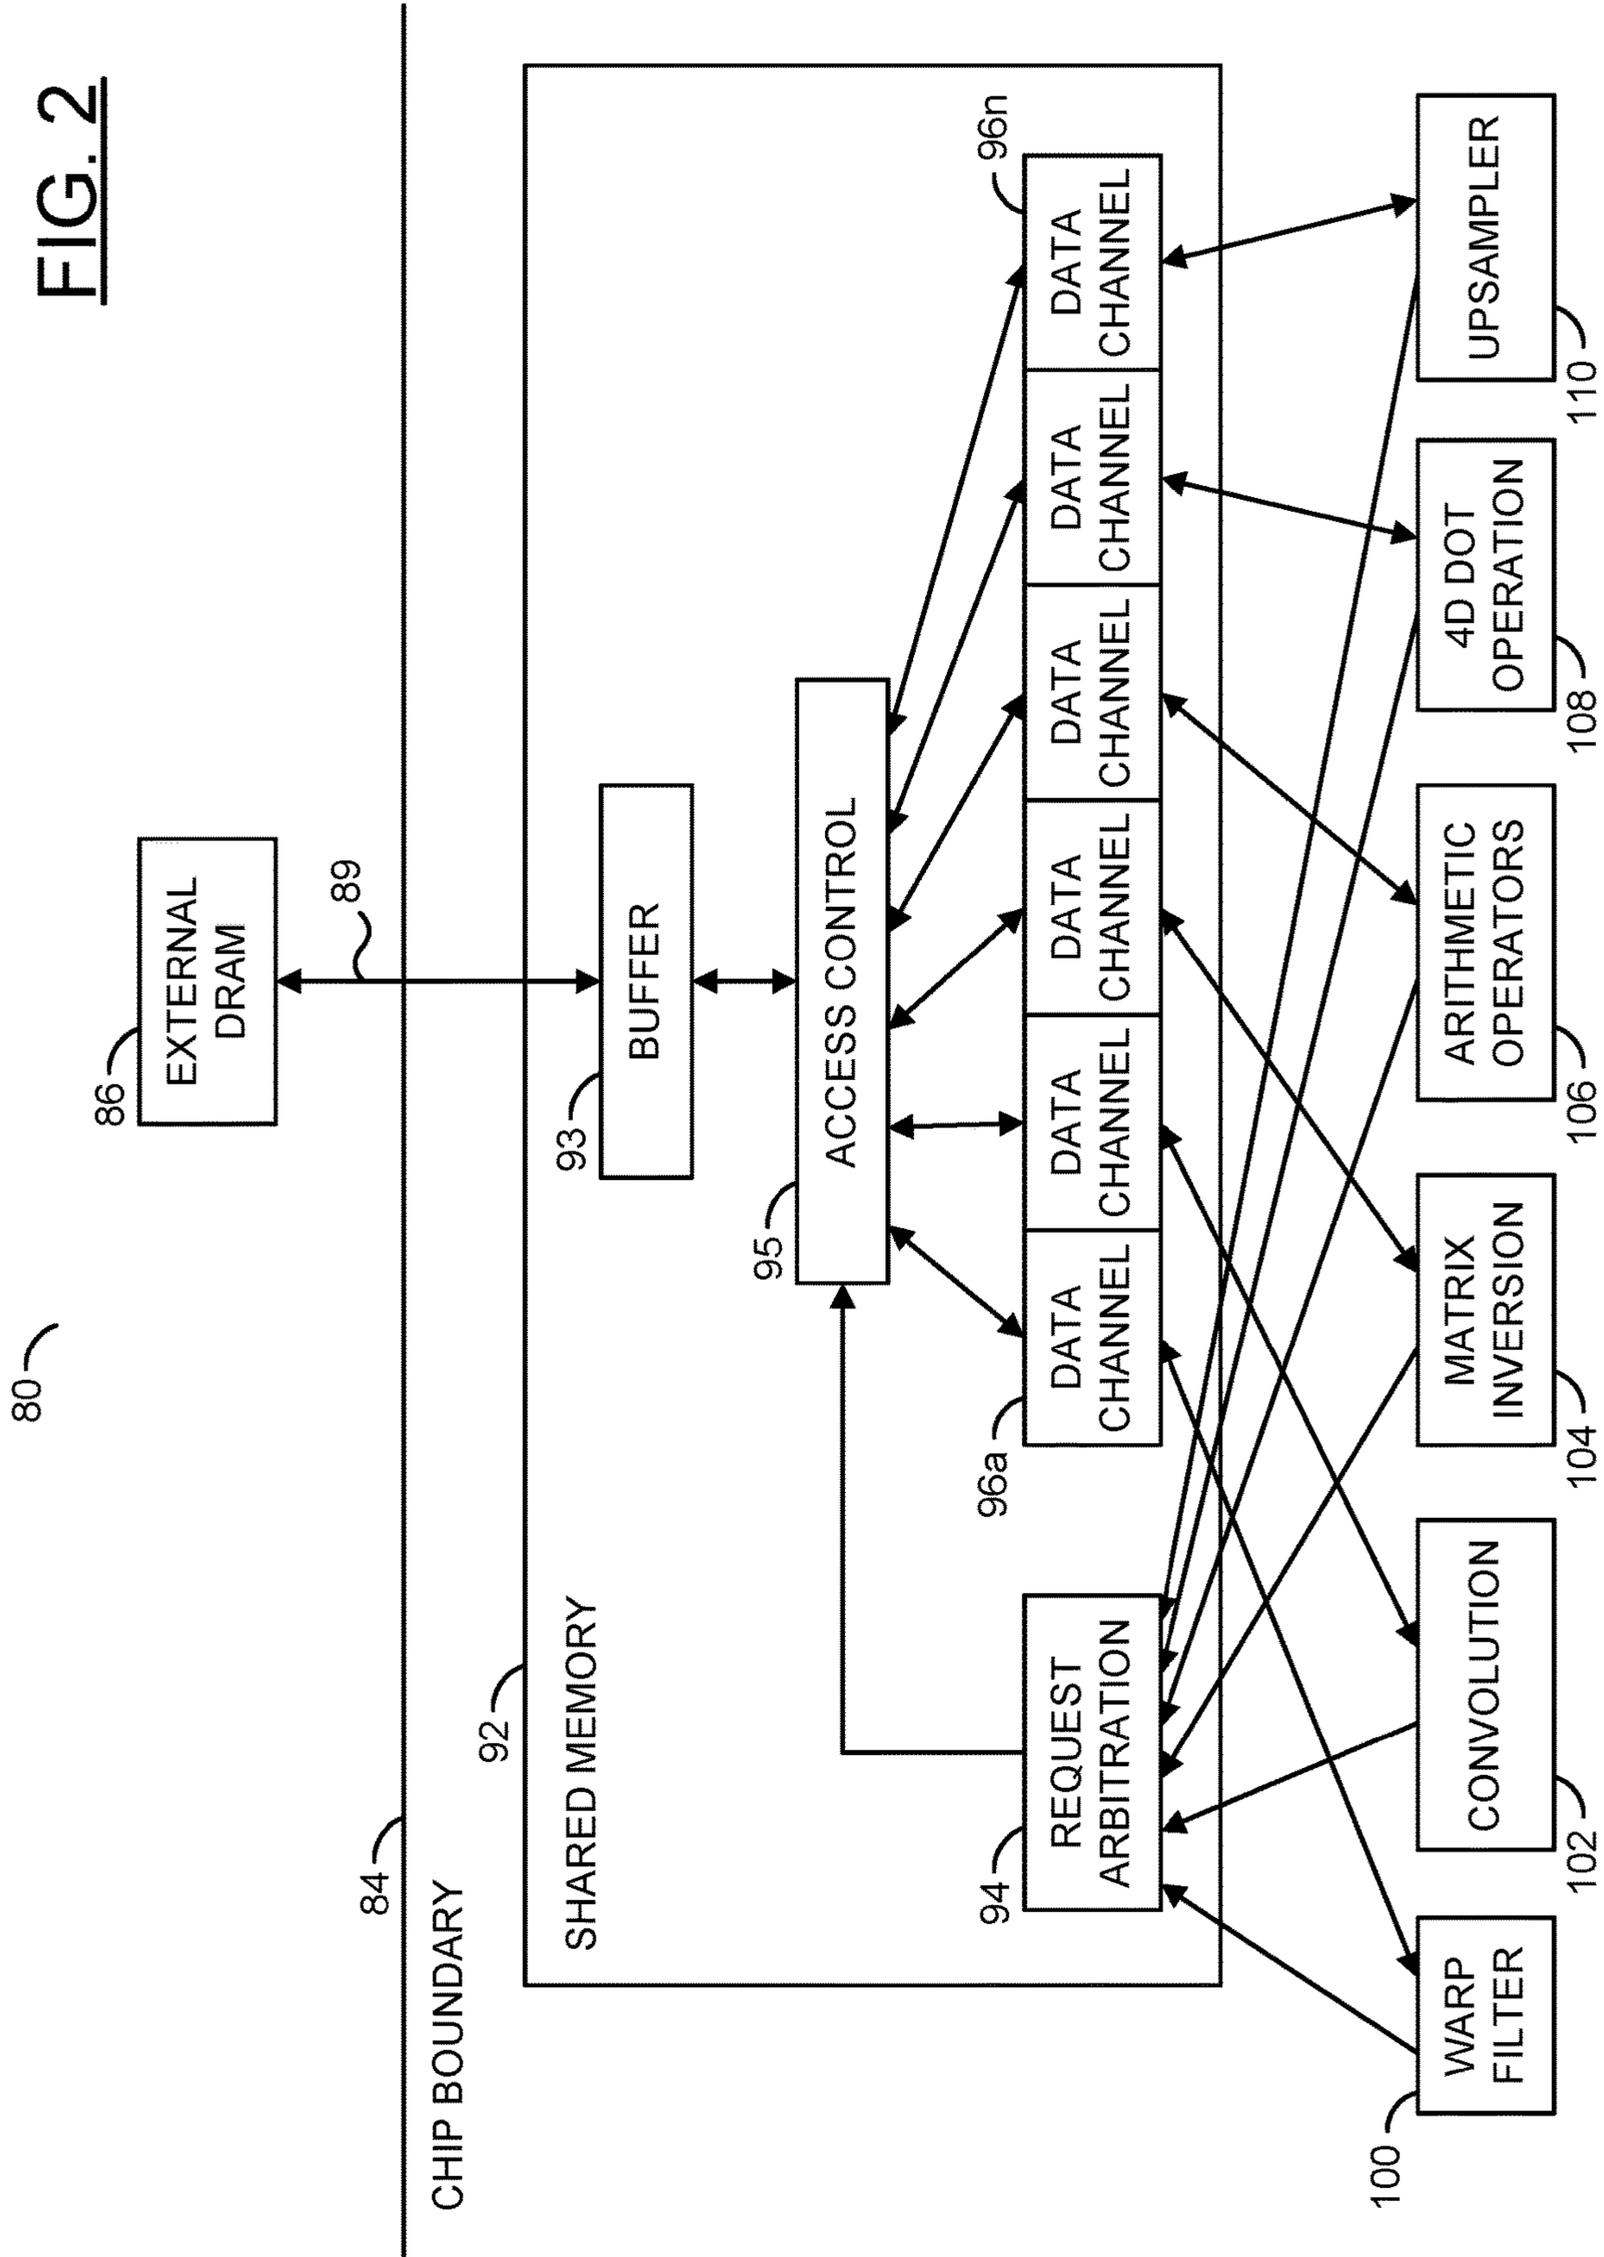 FIG. 2
80
86
EXTERNAL
DRAM
89
84
CHIP BOUNDARY
92
SHARED MEMORY
93
BUFFER
95
ACCESS CONTROL
94
REQUEST
ARBITRATION
96a
DATA
CHANNEL
DATA
CHANNEL
DATA
CHANNEL
DATA
CHANNEL
DATA
CHANNEL
96n
DATA
CHANNEL
100
WARP
FILTER
CONVOLUTION
102
MATRIX
INVERSION
104
ARITHMETIC
OPERATORS
106
4D DOT
OPERATION
108
UPSAMPLER
110